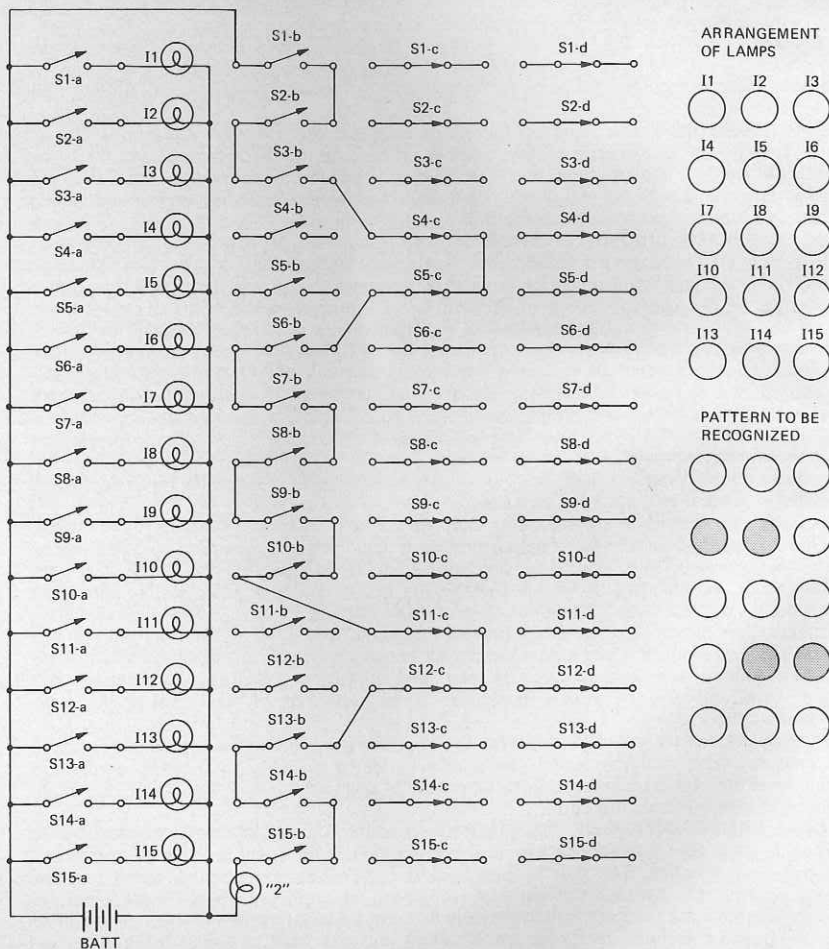 S1-b S1-c S1-d
I1
S1-a
S2-b S2-c S2-d
I2
S2-a
S3-b S3-c S3-d
I3
S3-a
S4-b S4-c S4-d
I4
S4-a
S5-b S5-c S5-d
I5
S5-a
S6-b S6-c S6-d
I6
S6-a
S7-b S7-c S7-d
I7
S7-a
S8-b S8-c S8-d
I8
S8-a
S9-b S9-c S9-d
I9
S9-a
S10-b S10-c S10-d
I10
S10-a
S11-b S11-c S11-d
I11
S11-a
S12-b S12-c S12-d
I12
S12-a
S13-b S13-c S13-d
I13
S13-a
S14-b S14-c S14-d
I14
S14-a
S15-b S15-c S15-d
I15
S15-a
"2"
BATT
ARRANGEMENT
OF LAMPS
I1 I2 I3
I4 I5 I6
I7 I8 I9
I10 I11 I12
I13 I14 I15
PATTERN TO BE
RECOGNIZED